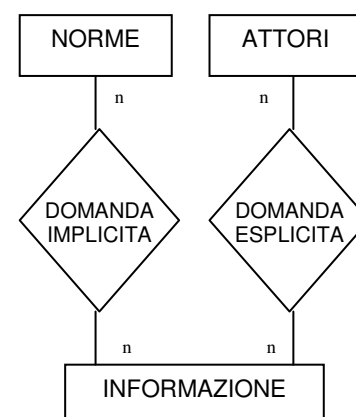 NORME ATTORI
n n
DOMANDA DOMANDA
IMPLICITA ESPLICITA
n n
INFORMAZIONE